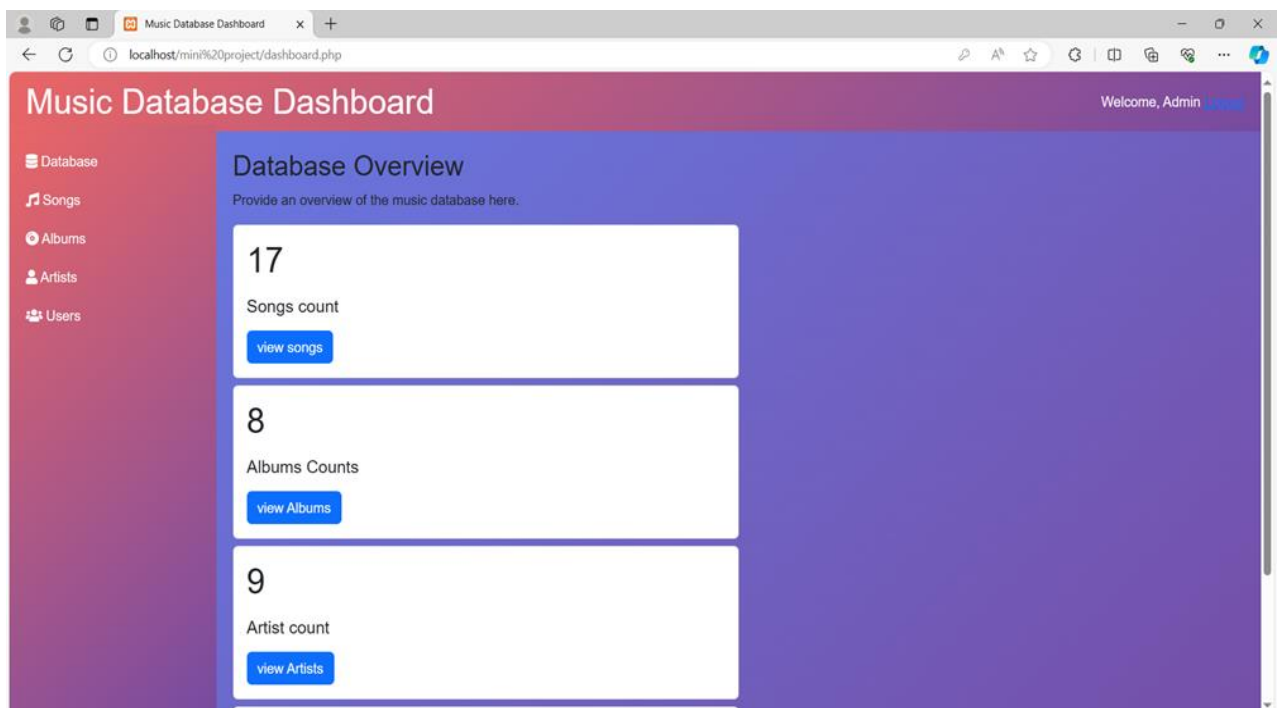 Music Database Dashboard
localhost/mini%20project/dashboard.php
Music Database Dashboard
Welcome, Admin Logout
Database
Songs
Albums
Artists
Users
Database Overview
Provide an overview of the music database here.
17
Songs count
view songs
8
Albums Counts
view Albums
9
Artist count
view Artists